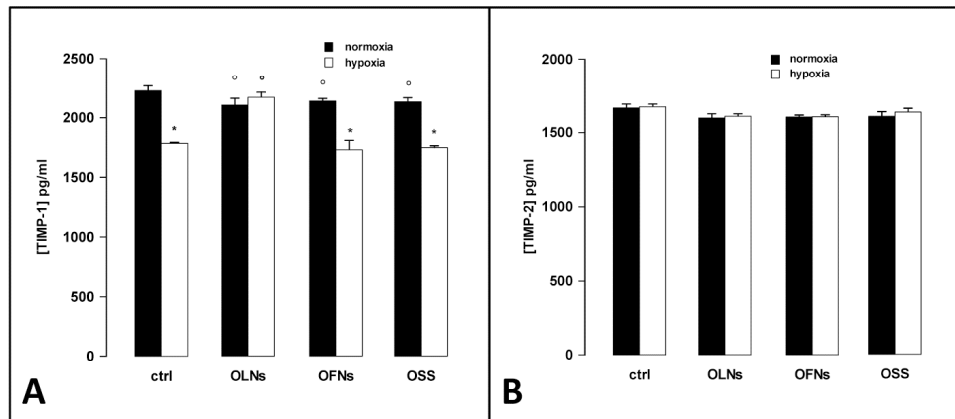 normoxia
hypoxia
2500
2000
1500
1000
500
0
[TIMP-1] pg/ml
° ° ° °
* * *
ctrl OLNs OFNs OSS
A
normoxia
hypoxia
2000
1500
1000
500
0
[TIMP-2] pg/ml
ctrl OLNs OFNs OSS
B